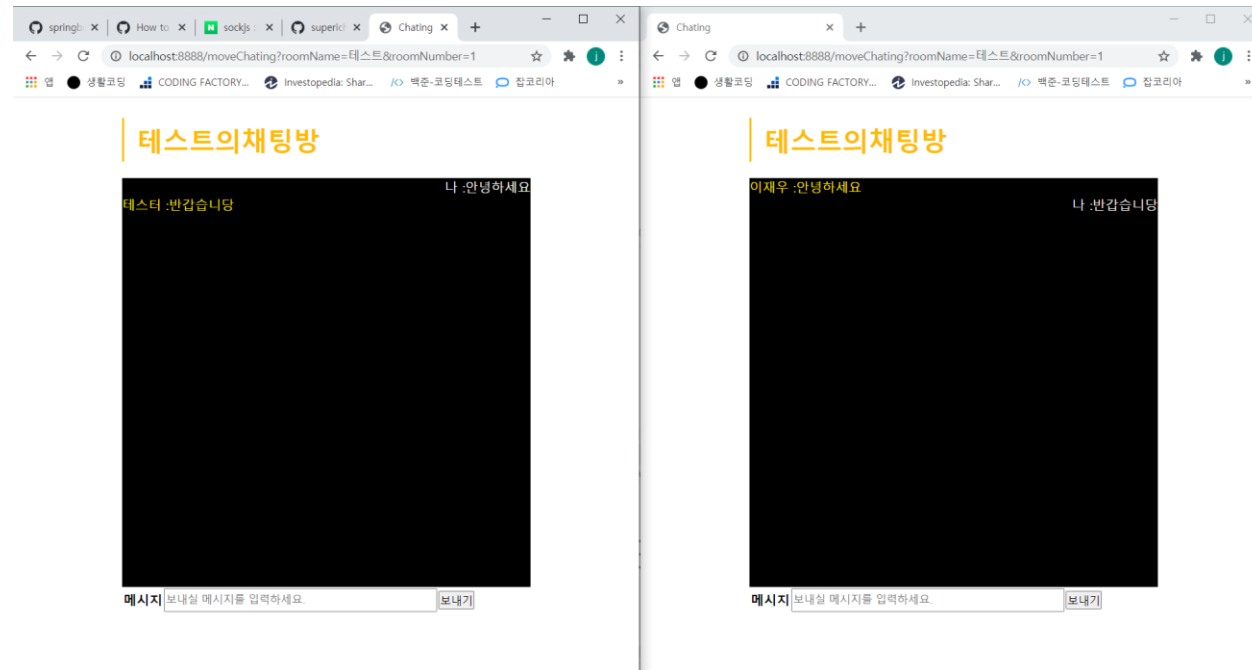 springb
How to
sockjs :
supericl
Chating
localhost:8888/moveChating?roomName=테스트&roomNumber=1
j
앱
생활코딩
CODING FACTORY...
Investopedia: Shar...
백준-코딩테스트
잡코리아
»
테스트의채팅방
나 :안녕하세요
테스터 :반갑습니당
메시지 보내실 메시지를 입력하세요. 보내기
Chating
localhost:8888/moveChating?roomName=테스트&roomNumber=1
j
앱
생활코딩
CODING FACTORY...
Investopedia: Shar...
백준-코딩테스트
잡코리아
»
테스트의채팅방
이재우 :안녕하세요
나 :반갑습니당
메시지 보내실 메시지를 입력하세요. 보내기